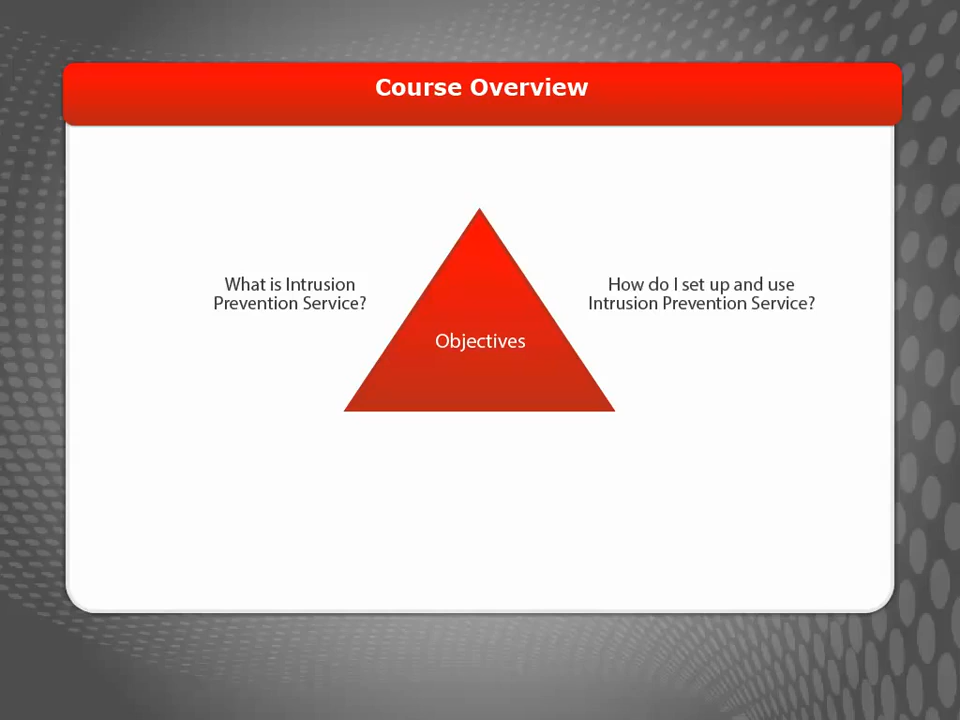 Course Overview
What is Intrusion
Prevention Service?
How do I set up and use
Intrusion Prevention Service?
Objectives